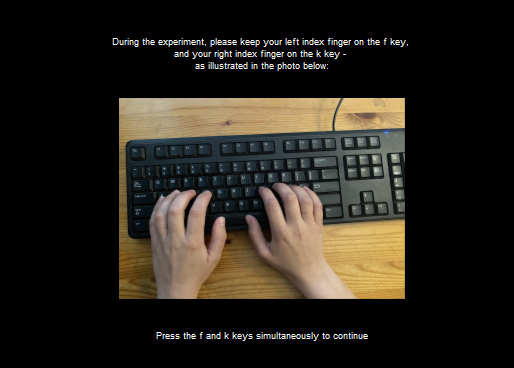 During the experiment, please keep your left index finger on the f key,
and your right index finger on the k key -
as illustrated in the photo below:
Press the f and k keys simultaneously to continue